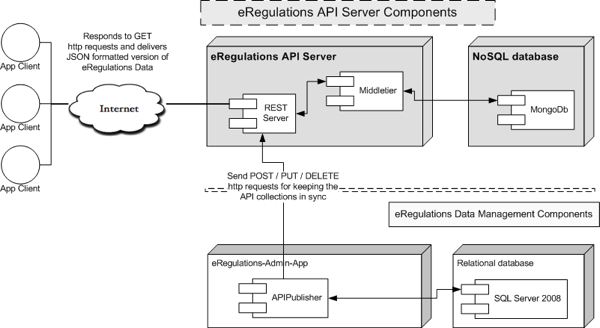 eRegulations API Server Components
Responds to GET
http requests and delivers
JSON formatted version of
eRegulations Data
App Client
App Client
App Client
Internet
eRegulations API Server
REST
Server
Middletier
NoSQL database
MongoDb
Send POST / PUT / DELETE
http requests for keeping the
API collections in sync
eRegulations Data Management Components
eRegulations-Admin-App
APIPublisher
Relational database
SQL Server 2008